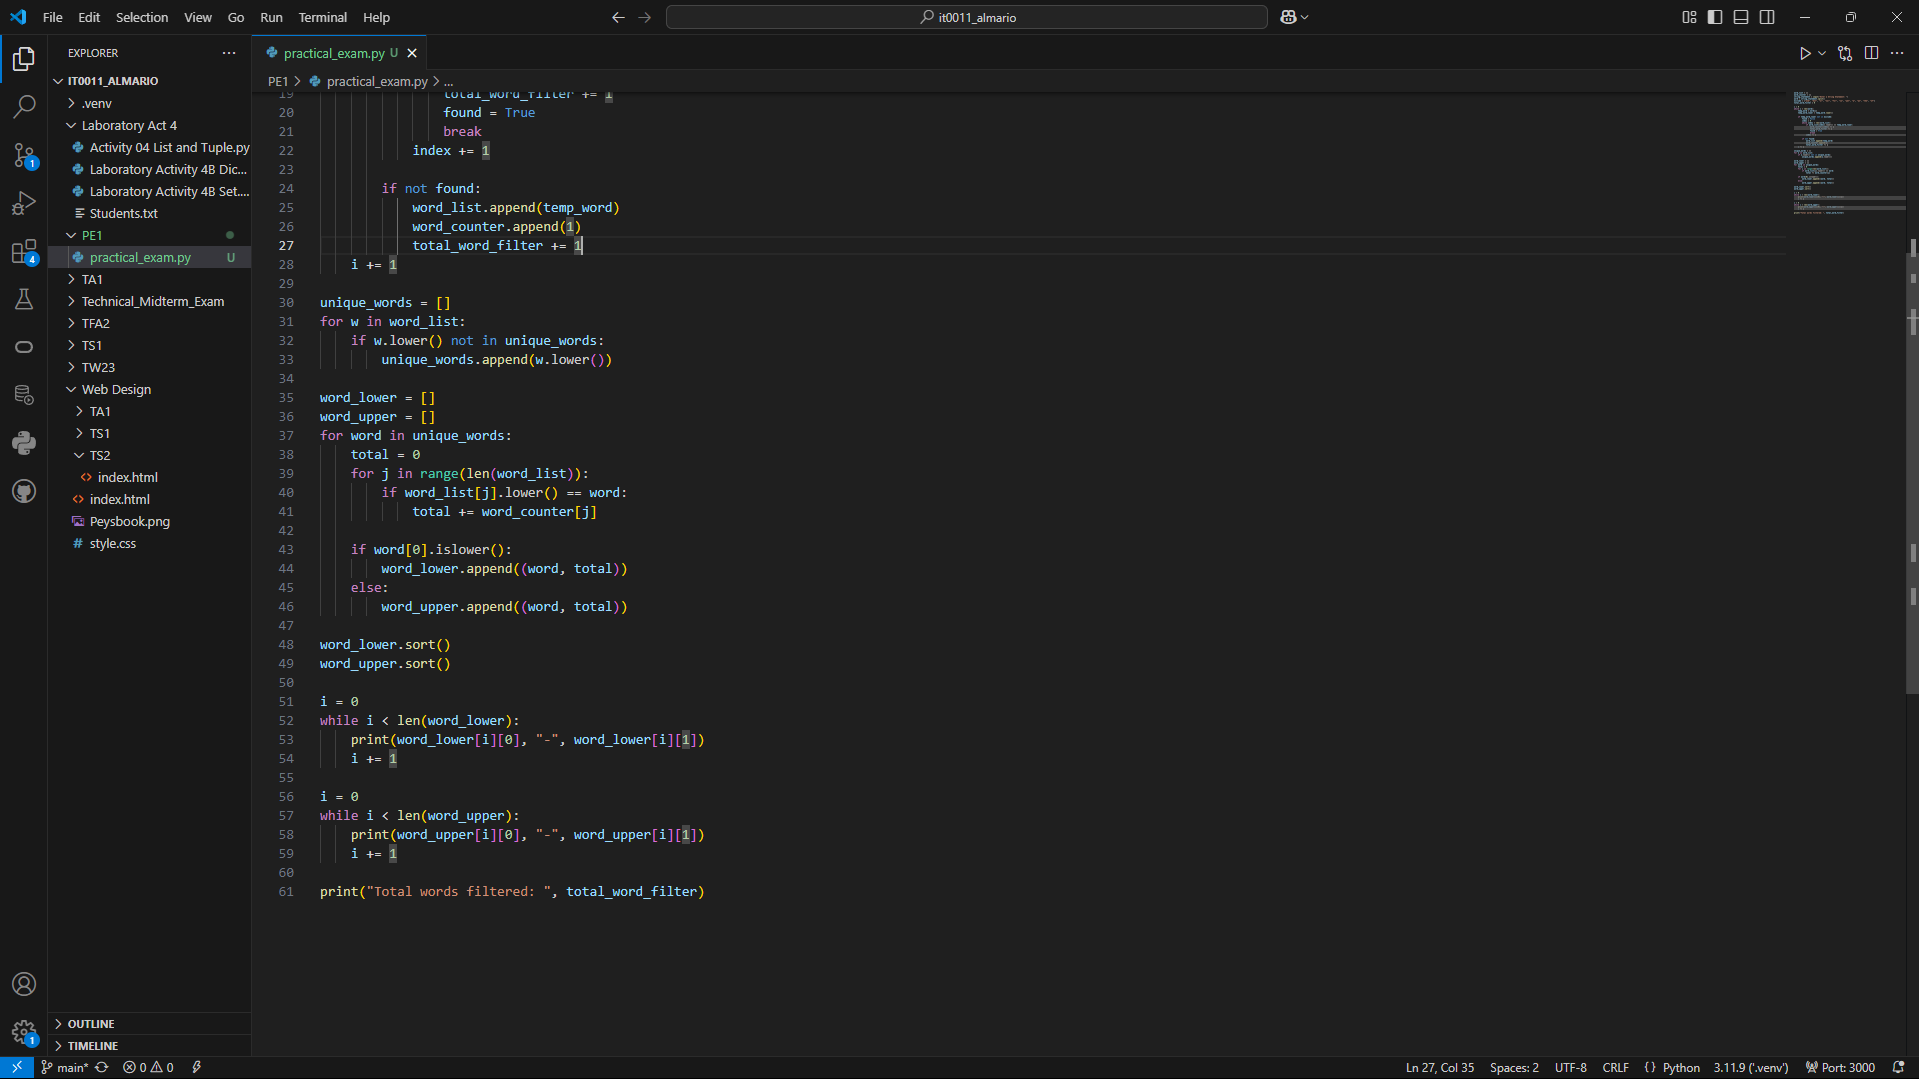 File Edit Selection View Go Run Terminal Help
it0011_almario
EXPLORER
IT0011_ALMARIO
.venv
Laboratory Act 4
Activity 04 List and Tuple.py
Laboratory Activity 4B Dic...
Laboratory Activity 4B Set....
Students.txt
PE1
practical_exam.py U
TA1
Technical_Midterm_Exam
TFA2
TS1
TW23
Web Design
TA1
TS1
TS2
index.html
index.html
Peysbook.png
style.css
OUTLINE
TIMELINE
1
4
1
practical_exam.py U
PE1 > practical_exam.py > ...
19 total_word_filter += 1
20 found = True
21 break
22 index += 1
23
24 if not found:
25 word_list.append(temp_word)
26 word_counter.append(1)
27 total_word_filter += 1
28 i += 1
29
30 unique_words = []
31 for w in word_list:
32 if w.lower() not in unique_words:
33 unique_words.append(w.lower())
34
35 word_lower = []
36 word_upper = []
37 for word in unique_words:
38 total = 0
39 for j in range(len(word_list)):
40 if word_list[j].lower() == word:
41 total += word_counter[j]
42
43 if word[0].islower():
44 word_lower.append((word, total))
45 else:
46 word_upper.append((word, total))
47
48 word_lower.sort()
49 word_upper.sort()
50
51 i = 0
52 while i < len(word_lower):
53 print(word_lower[i][0], "-", word_lower[i][1])
54 i += 1
55
56 i = 0
57 while i < len(word_upper):
58 print(word_upper[i][0], "-", word_upper[i][1])
59 i += 1
60
61 print("Total words filtered: ", total_word_filter)
main* 0 0 Ln 27, Col 35 Spaces: 2 UTF-8 CRLF {} Python 3.11.9 ('.venv') Port: 3000